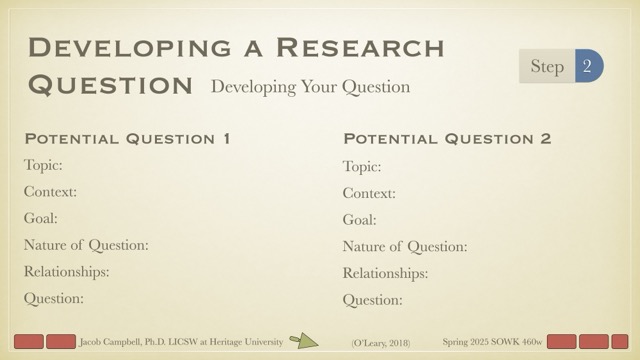 Developing a Research
Question Developing Your Question
Step 2
Potential Question 1
Topic:
Context:
Goal:
Nature of Question:
Relationships:
Question:
Potential Question 2
Topic:
Context:
Goal:
Nature of Question:
Relationships:
Question:
Jacob Campbell, Ph.D. LICSW at Heritage University
(O'Leary, 2018)
Spring 2025 SOWK 460w